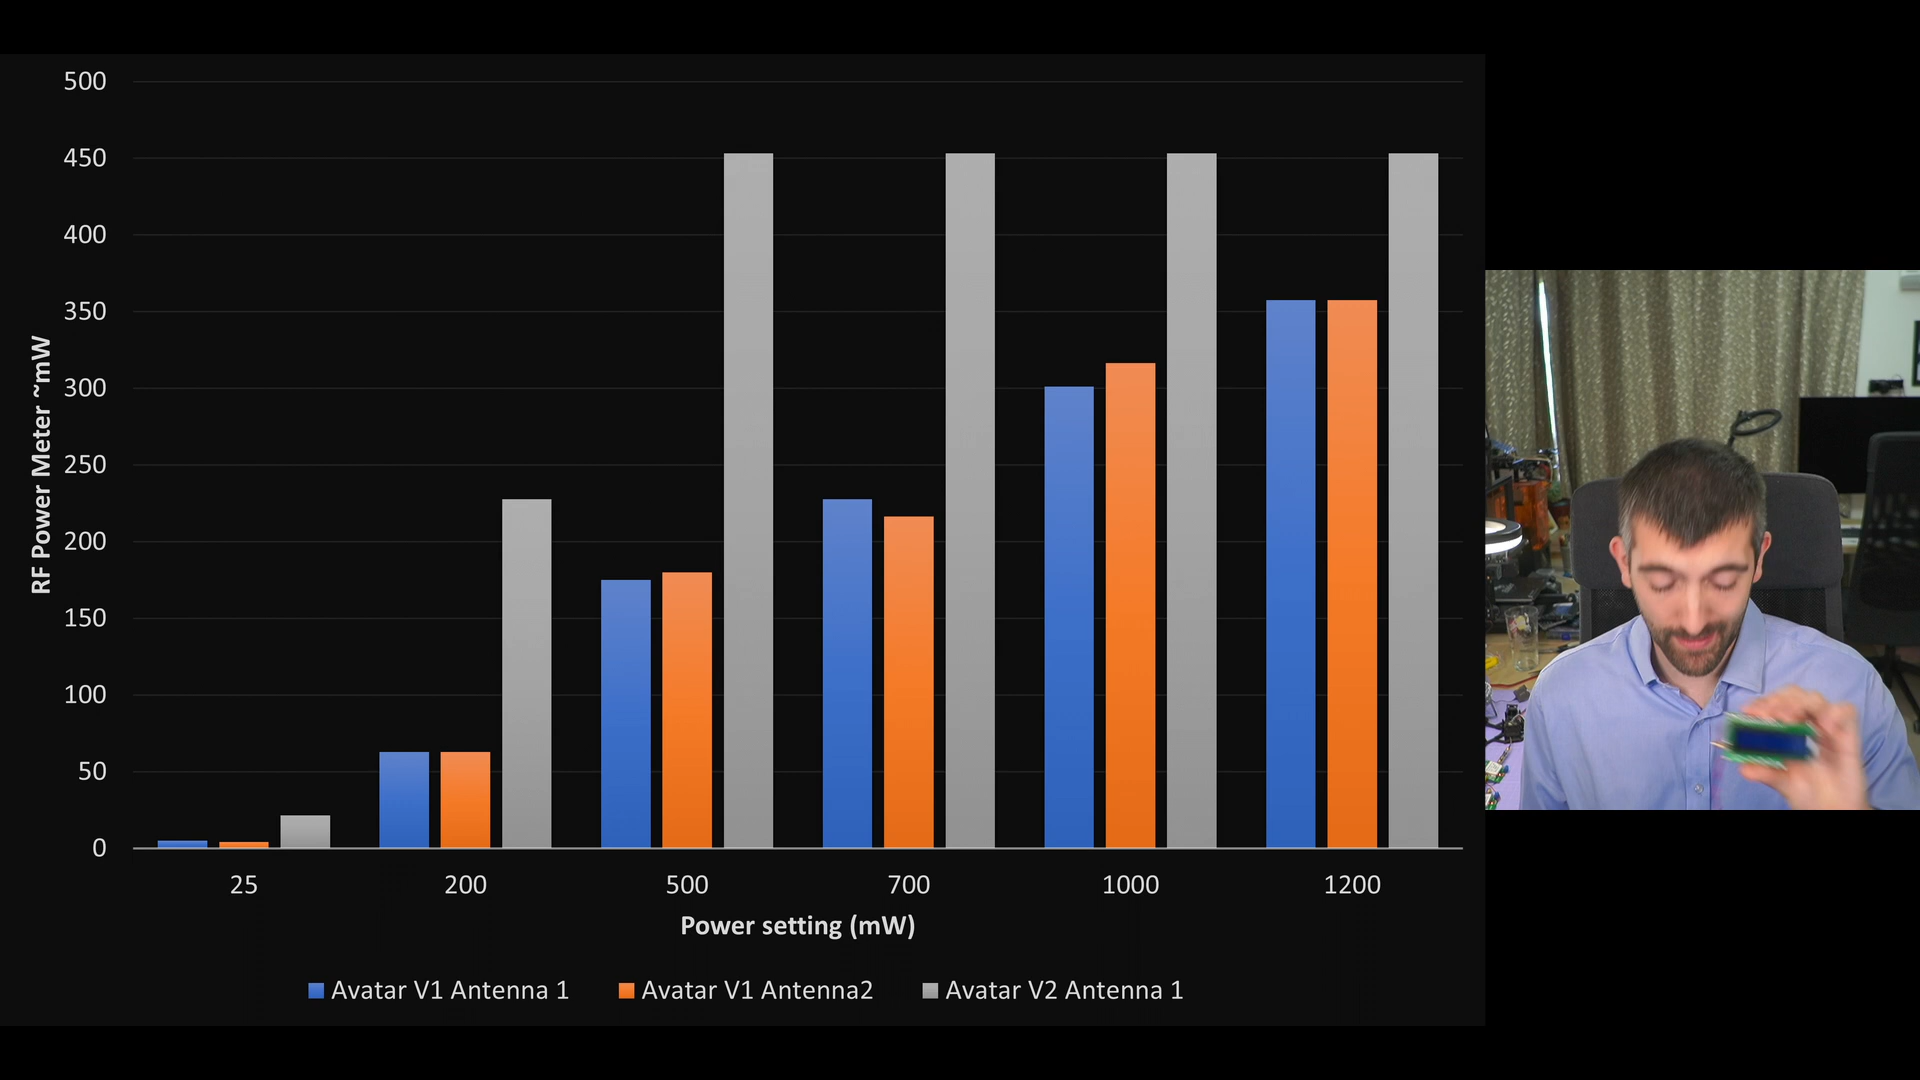 500
450
400
350
300
250
200
150
100
50
0
RF Power Meter ~mW
25 200 500 700 1000 1200
Power setting (mW)
Avatar V1 Antenna 1 Avatar V1 Antenna2 Avatar V2 Antenna 1